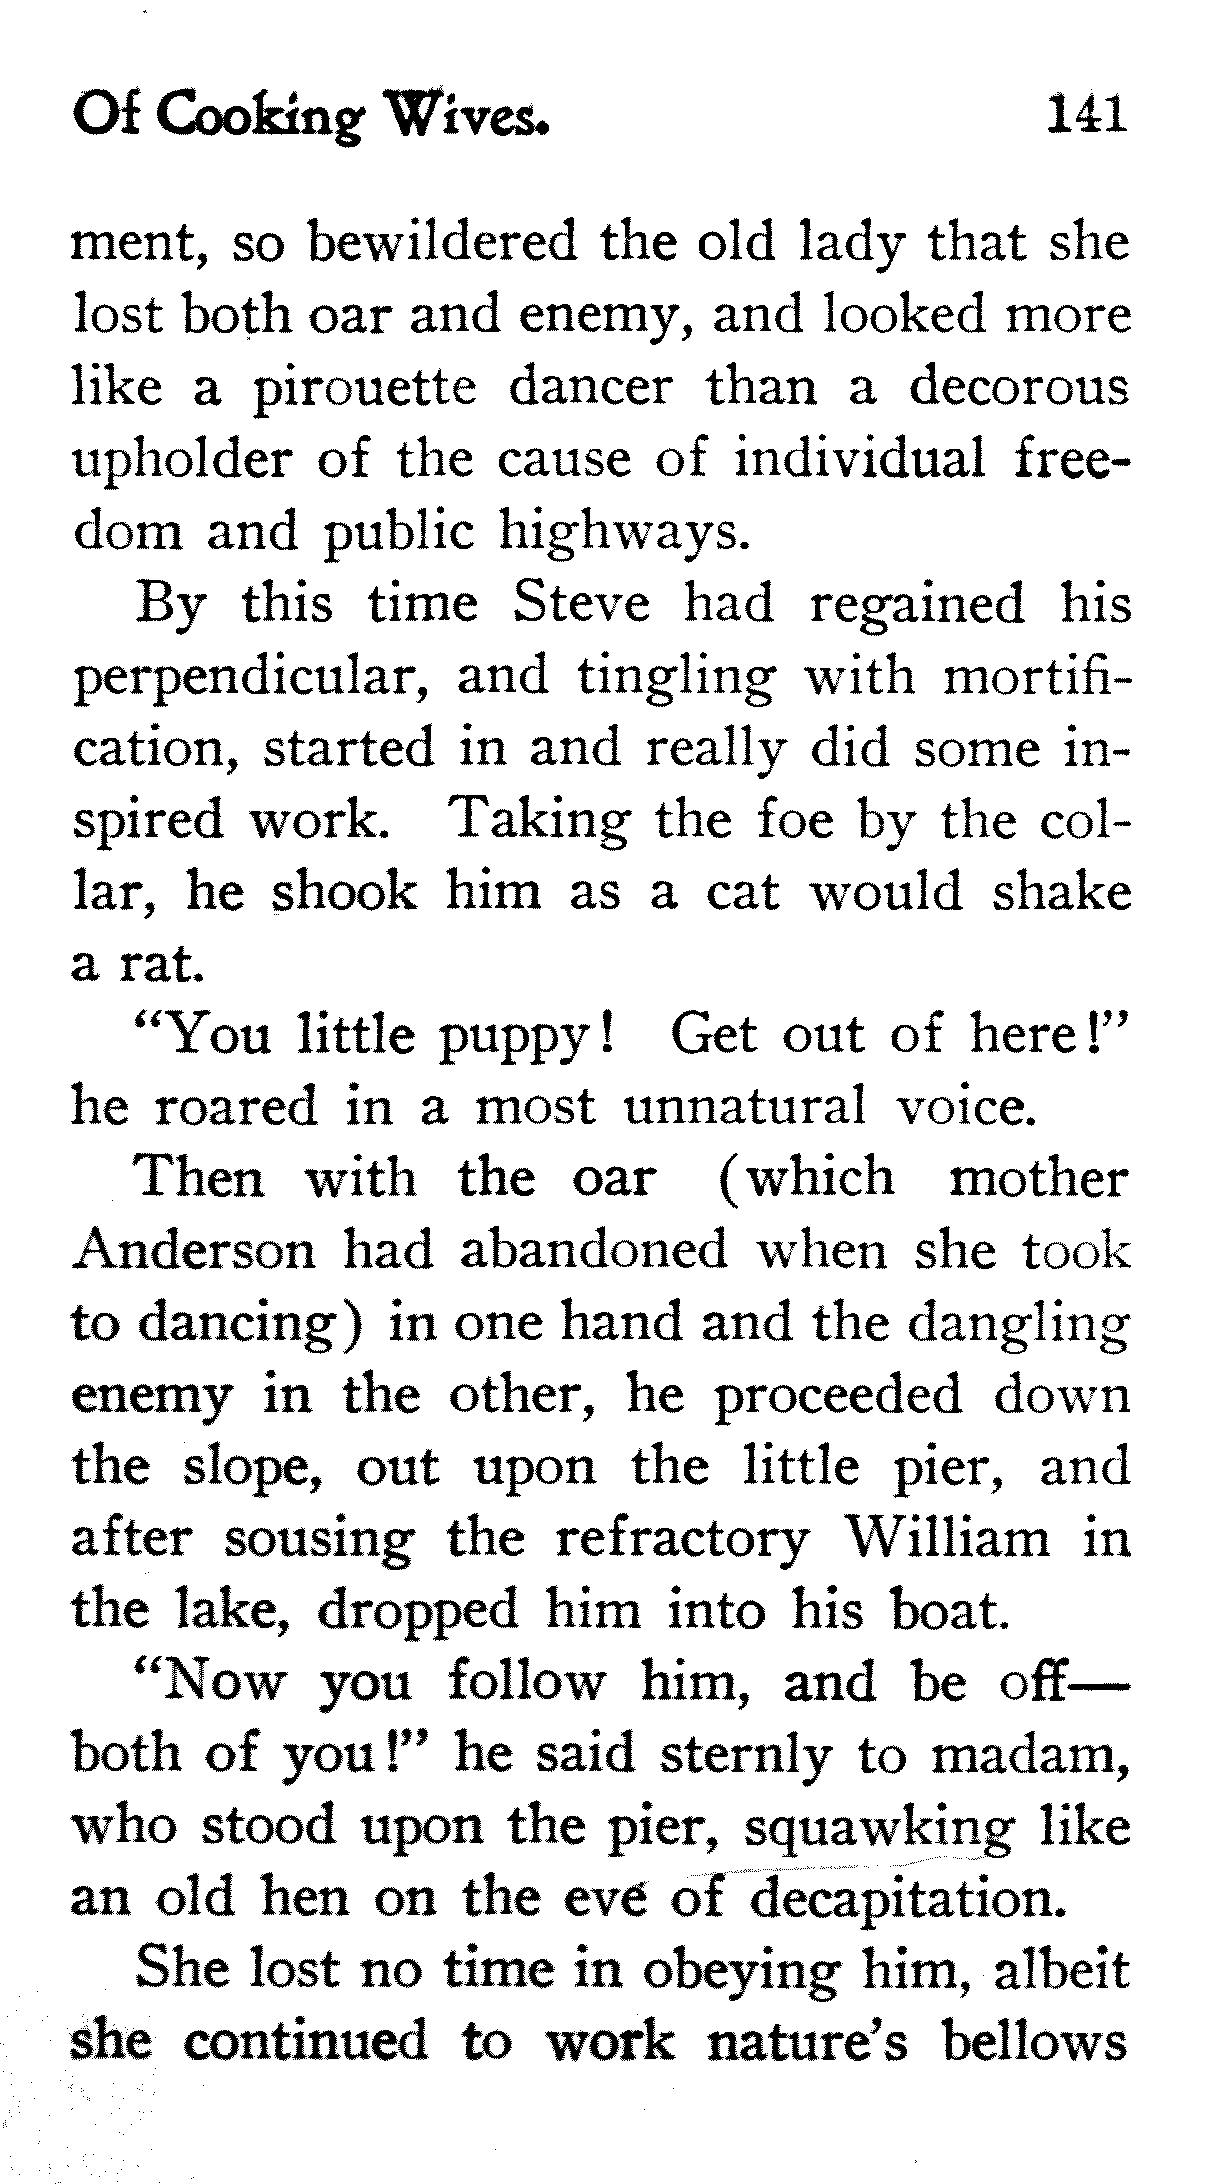 Of Cooking Wives. 141
ment, so bewildered the old lady that she
lost both oar and enemy, and looked more
like a pirouette dancer than a decorous
upholder of the cause of individual free-
dom and public highways.
By this time Steve had regained his
perpendicular, and tingling with mortifi-
cation, started in and really did some in-
spired work. Taking the foe by the col-
lar, he shook him as a cat would shake
a rat.
“You little puppy! Get out of here!”
he roared in a most unnatural voice.
Then with the oar (which mother
Anderson had abandoned when she took
to dancing) in one hand and the dangling
enemy in the other, he proceeded down
the slope, out upon the little pier, and
after sousing the refractory William in
the lake, dropped him into his boat.
“Now you follow him, and be off—
both of you!” he said sternly to madam,
who stood upon the pier, squawking like
an old hen on the eve of decapitation.
She lost no time in obeying him, albeit
she continued to work nature’s bellows